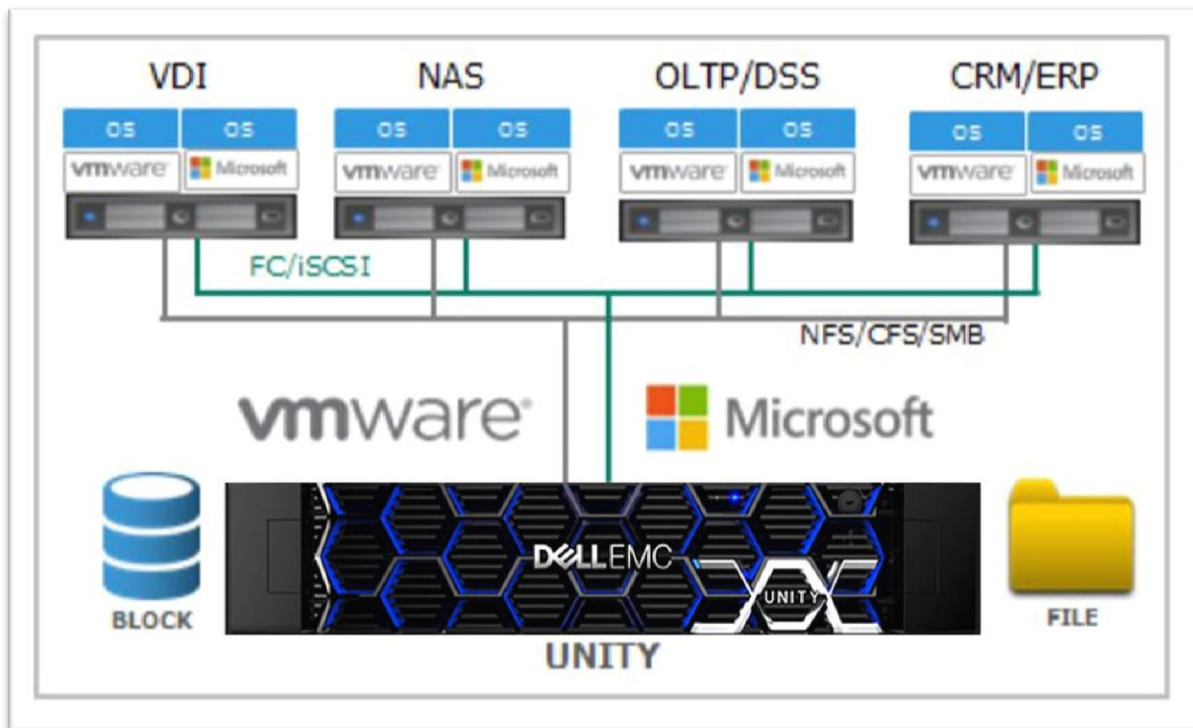 VDI NAS OLTP/DSS CRM/ERP
OS OS OS OS OS OS OS OS
vmware Microsoft vmware Microsoft vmware Microsoft vmware Microsoft
FC/iSCSI
NFS/CFS/SMB
vmware Microsoft
DELLEMC
UNITY
BLOCK
FILE
UNITY